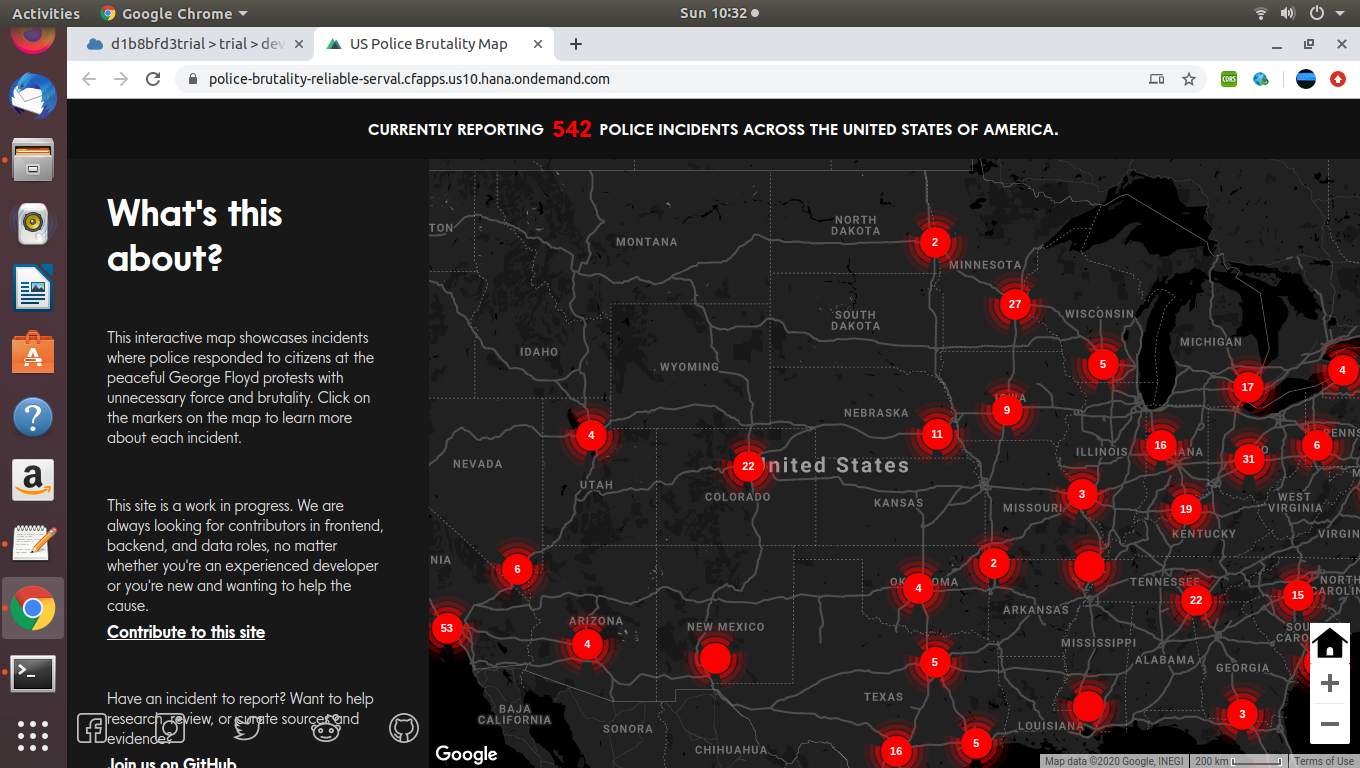 Activities
Google Chrome
Sun 10:32
d1b8bfd3trial > trial > dev
US Police Brutality Map
police-brutality-reliable-serval.cfapps.us10.hana.ondemand.com
CORS
CURRENTLY REPORTING 542 POLICE INCIDENTS ACROSS THE UNITED STATES OF AMERICA.
What's this
about?
This interactive map showcases incidents
where police responded to citizens at the
peaceful George Floyd protests with
unnecessary force and brutality. Click on
the markers on the map to learn more
about each incident.
This site is a work in progress. We are
always looking for contributors in frontend,
backend, and data roles, no matter
whether you're an experienced developer
or you're new and wanting to help the
cause.
Contribute to this site
Have an incident to report? Want to help
research, review, or curate sources and
evidence?
Join us on GitHub
TON
MONTANA
NORTH
DAKOTA
2
MINNESOTA
27
SOUTH
DAKOTA
WISCONSIN
IDAHO
WYOMING
5
MICHIGAN
4
17
NEBRASKA
9
IOWA
4
11
16
6
PENNS
NEVADA
22
United States
ILLINOIS
ANA
31
O
UTAH
COLORADO
KANSAS
3
MISSOURI
19
WEST
VIRGINIA
KENTUCKY
VIRGIN
NIA
6
2
4
OKLAHOMA
TENNESSEE
NORTH
CAROLIN
22
15
ARKANSAS
53
ARIZONA
4
NEW MEXICO
MISSISSIPPI
SOU
CARO
5
ALABAMA
GEORGIA
TEXAS
BAJA
CALIFORNIA
SONORA
LOUISIANA
3
CHIHUAHUA
16
5
Google
Map data ©2020 Google, INEGI
200 km
Terms of Use